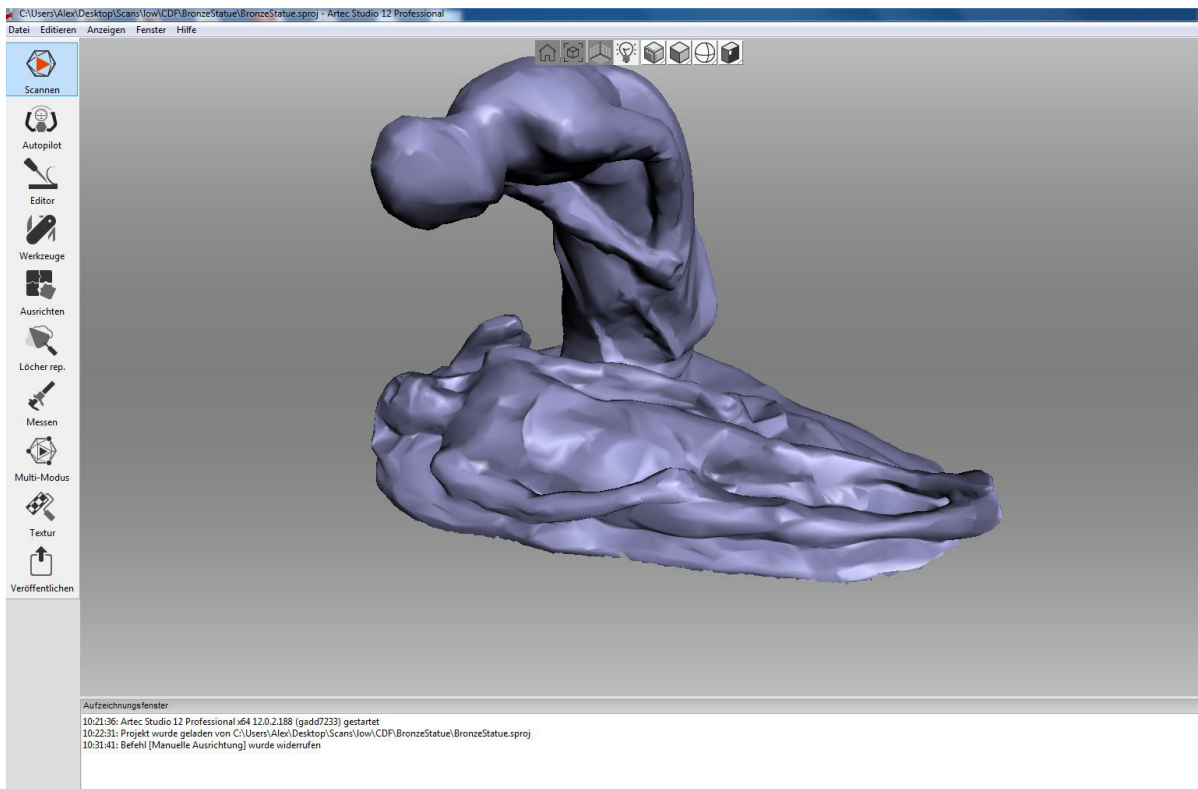 C:\Users\Alex\Desktop\Scans\low\CDF\BronzeStatue\BronzeStatue.sproj - Artec Studio 12 Professional
Datei Editieren Anzeigen Fenster Hilfe
Scannen
Autopilot
Editor
Werkzeuge
Ausrichten
Löcher rep.
Messen
Multi-Modus
Textur
Veröffentlichen
Aufzeichnungsfenster
10:21:36: Artec Studio 12 Professional x64 12.0.2.188 (gadd7233) gestartet
10:22:31: Projekt wurde geladen von C:\Users\Alex\Desktop\Scans\low\CDF\BronzeStatue\BronzeStatue.sproj
10:31:41: Befehl [Manuelle Ausrichtung] wurde widerrufen